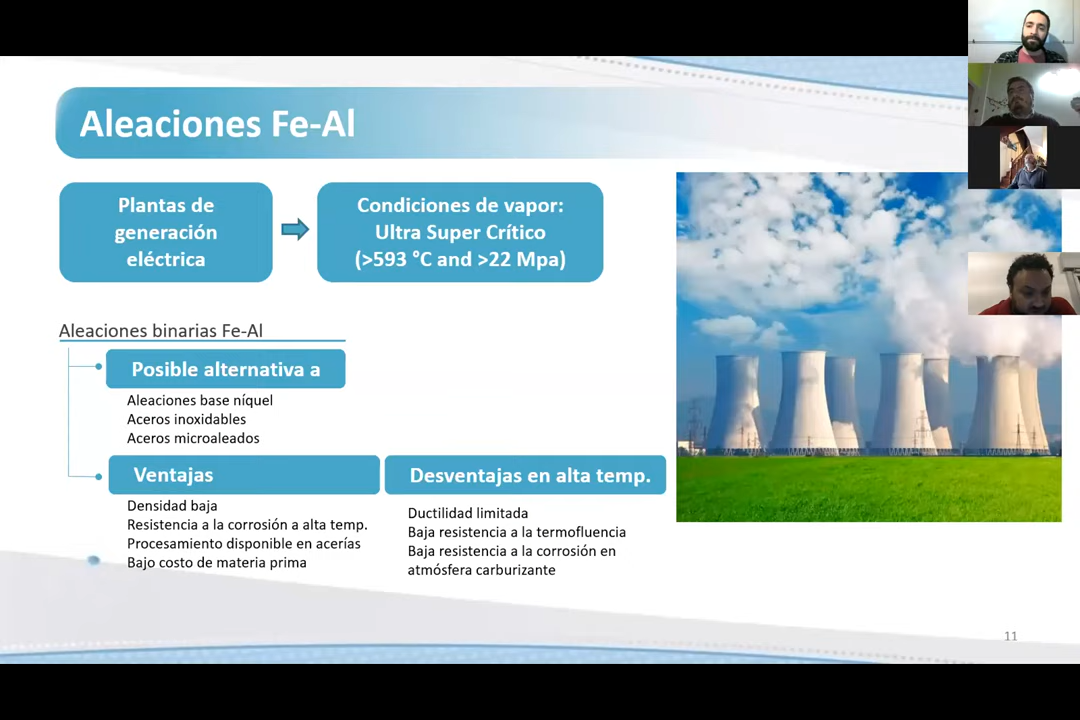 Aleaciones Fe-Al
Plantas de
generación
eléctrica
Condiciones de vapor:
Ultra Super Crítico
(>593 °C and >22 Mpa)
Aleaciones binarias Fe-Al
Posible alternativa a
Aleaciones base níquel
Aceros inoxidables
Aceros microaleados
Ventajas
Densidad baja
Resistencia a la corrosión a alta temp.
Procesamiento disponible en acerías
Bajo costo de materia prima
Desventajas en alta temp.
Ductilidad limitada
Baja resistencia a la termofluencia
Baja resistencia a la corrosión en
atmósfera carburizante
11